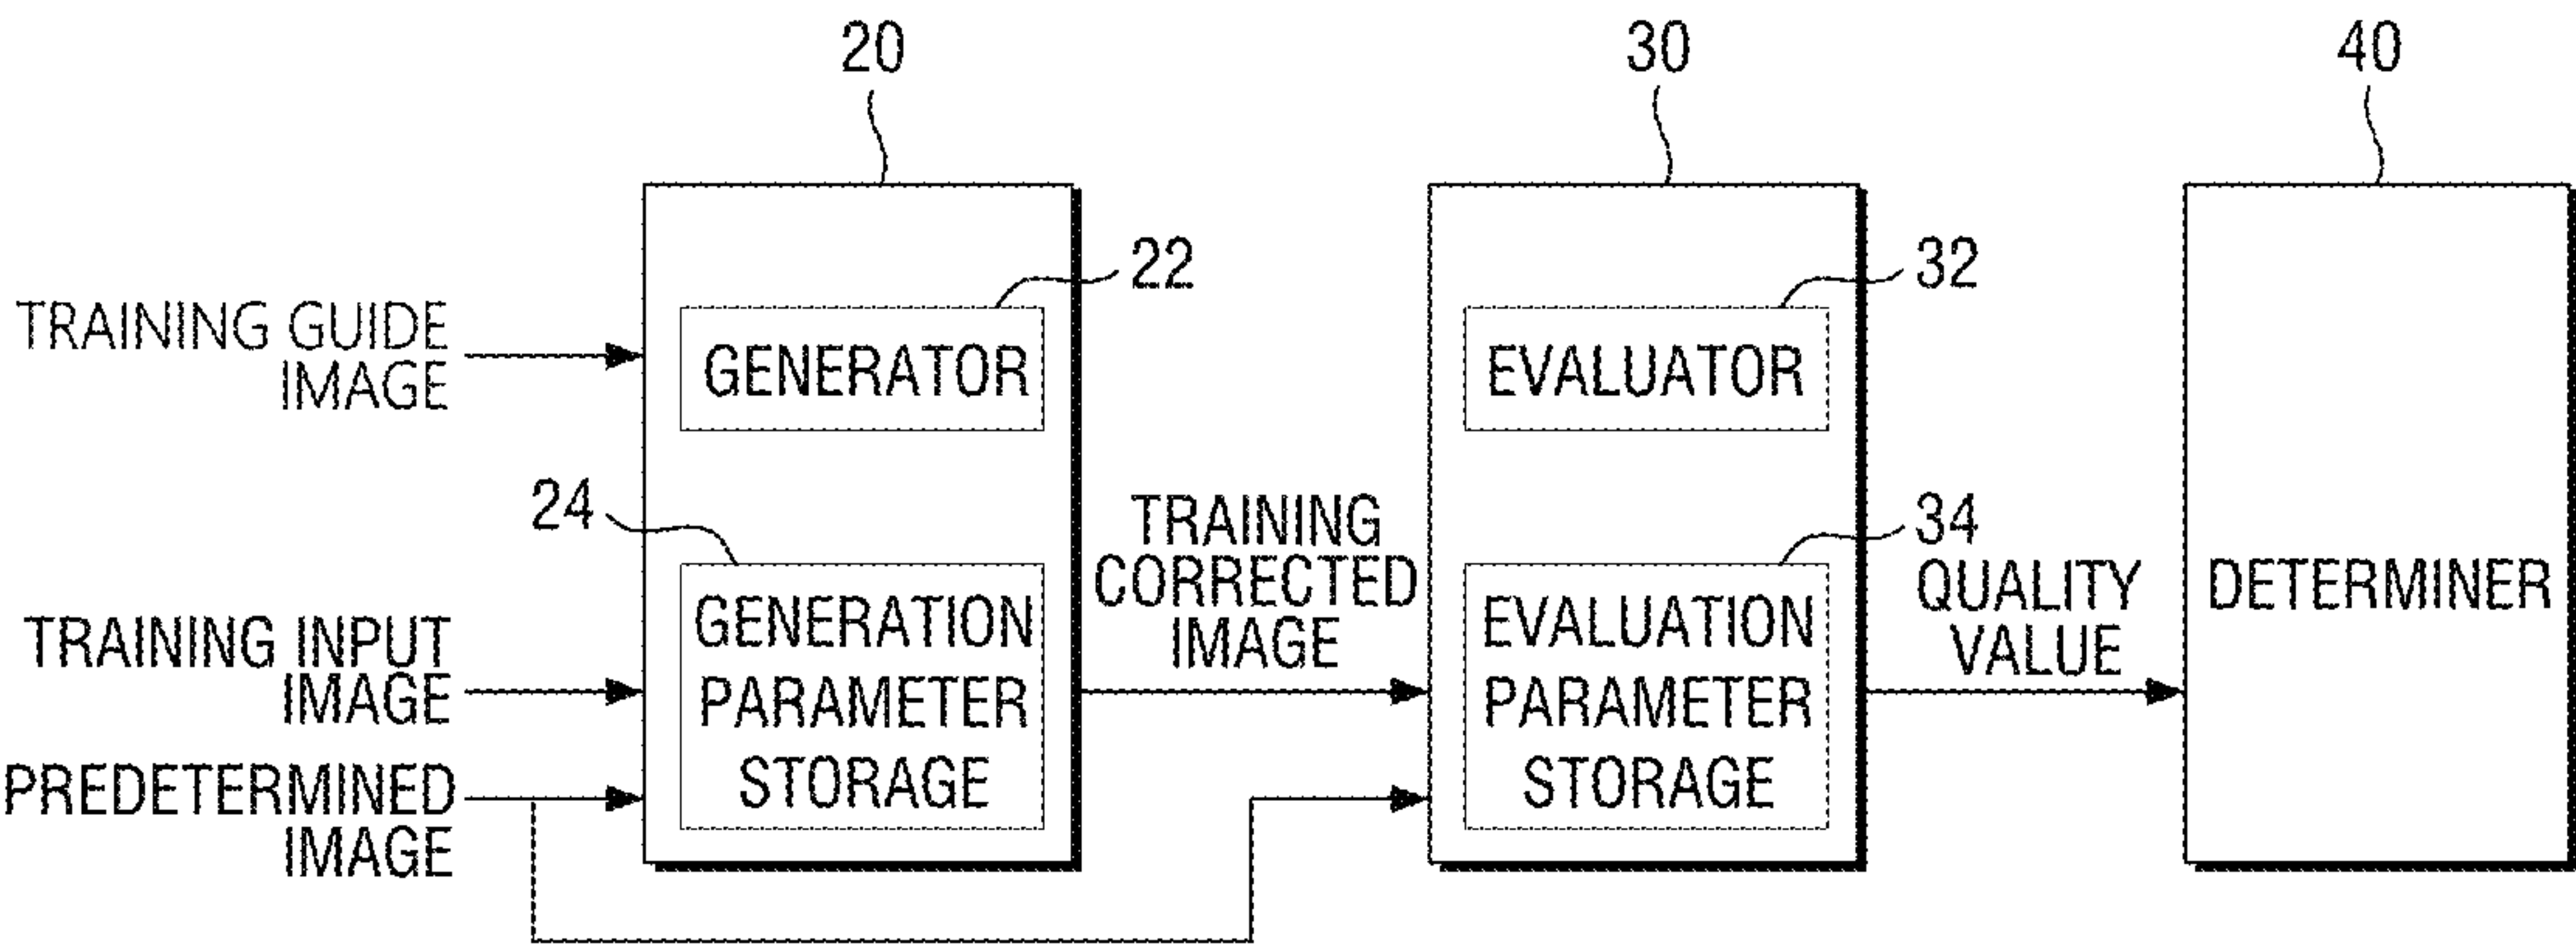 20
30
40
22
32
TRAINING GUIDE
IMAGE
GENERATOR
EVALUATOR
24
TRAINING
CORRECTED
IMAGE
34
QUALITY
VALUE
DETERMINER
TRAINING INPUT
IMAGE
GENERATION
PARAMETER
STORAGE
EVALUATION
PARAMETER
STORAGE
PREDETERMINED
IMAGE